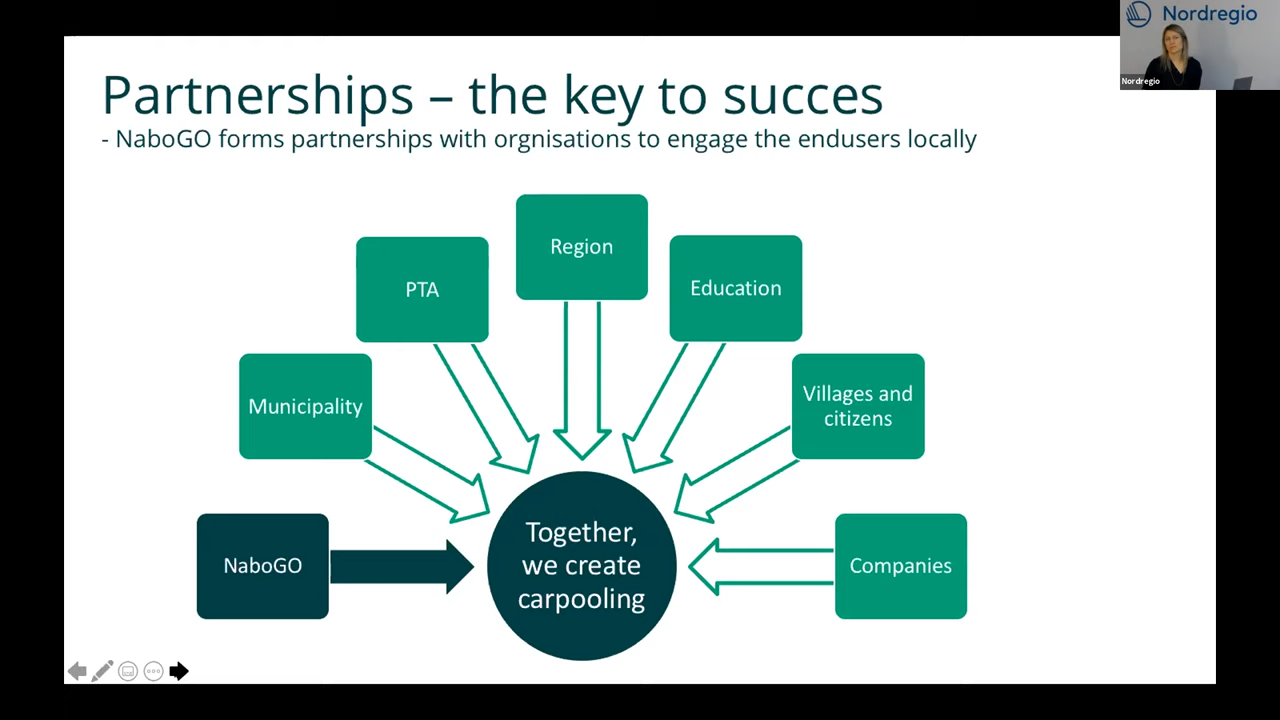 Nordregio
Nordregio
Partnerships – the key to succes
- NaboGO forms partnerships with orgnisations to engage the endusers locally
Region
PTA
Education
Municipality
Villages and
citizens
NaboGO
Together,
we create
carpooling
Companies